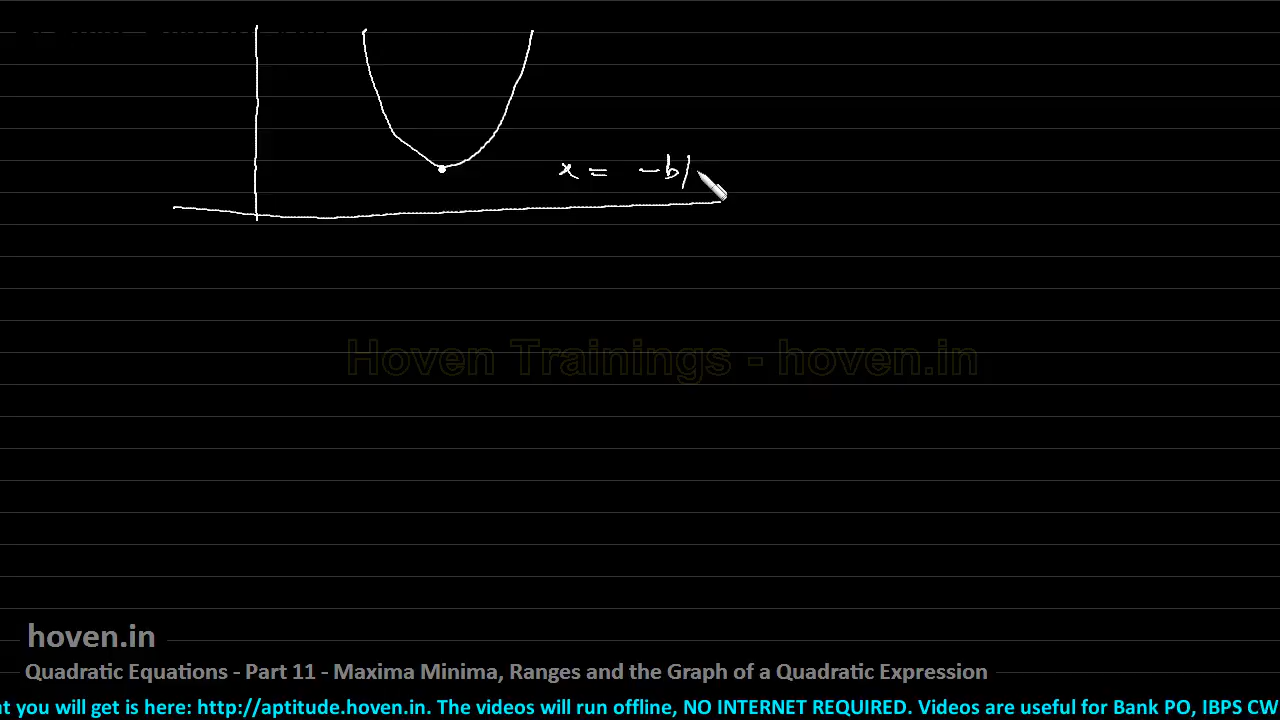 x = -b/
Hoven Trainings - hoven.in
hoven.in
Quadratic Equations - Part 11 - Maxima Minima, Ranges and the Graph of a Quadratic Expression
t you will get is here: http://aptitude.hoven.in. The videos will run offline, NO INTERNET REQUIRED. Videos are useful for Bank PO, IBPS CW